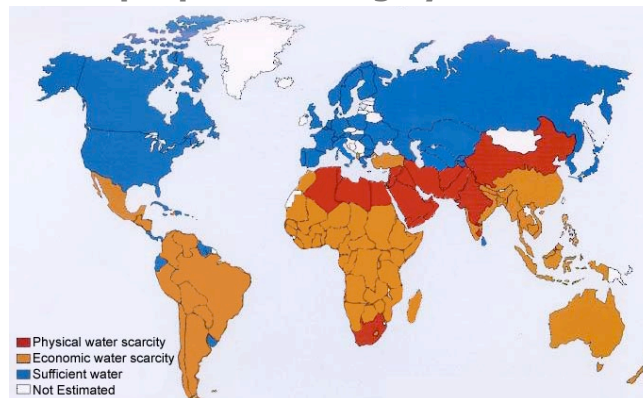 Physical water scarcity
Economic water scarcity
Sufficient water
Not Estimated